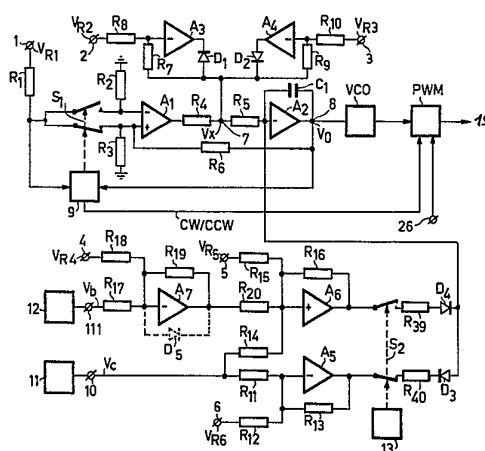 VR2 R8 A3 A4 R10 VR3
1 VR1 2 R7 D1 D2 R9 3
R1 R2 C1 VCO PWM
S1 A1 R4 R5 A2 8
Vx 7 V0 19
R3 R6
9 26
CW/CCW
4 R18 R19 VR5 R16
VR4 5 R15
12 Vb R17 A7 R20 A6 D4
111 R39
D5 R14 S2
11 Vc R11 A5
10 R40 D3
6 R12 R13
VR6 13